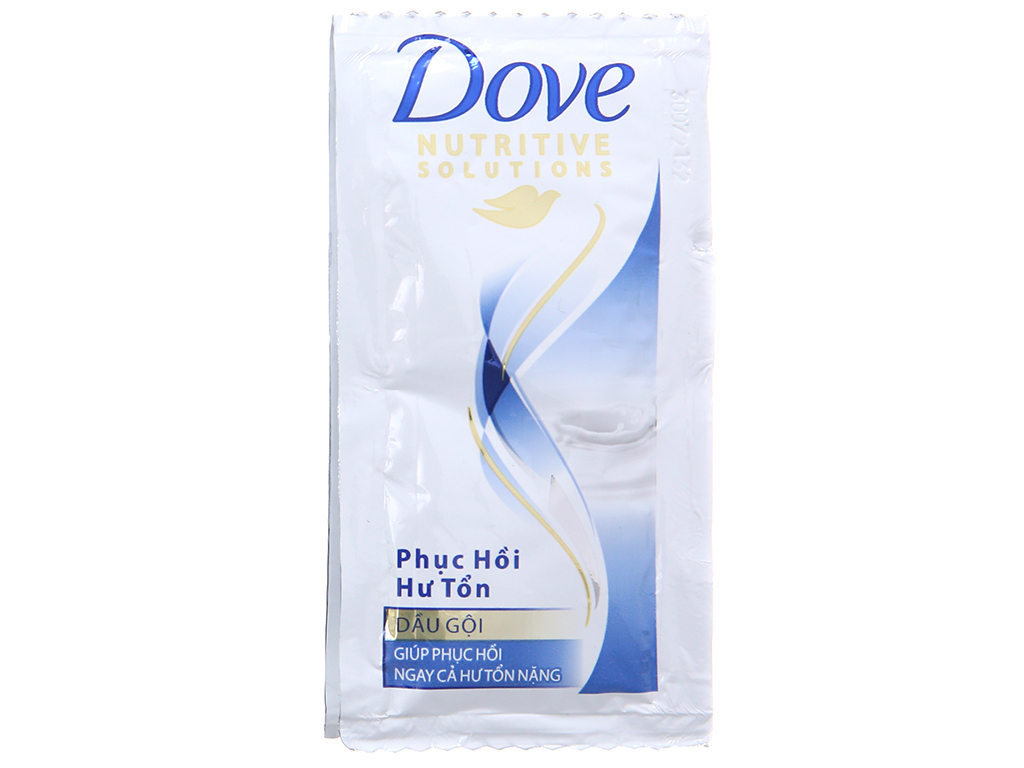 Dove
NUTRITIVE
SOLUTIONS
Phục Hồi
Hư Tổn
DẦU GỘI
GIÚP PHỤC HỒI
NGAY CẢ HƯ TỔN NẶNG